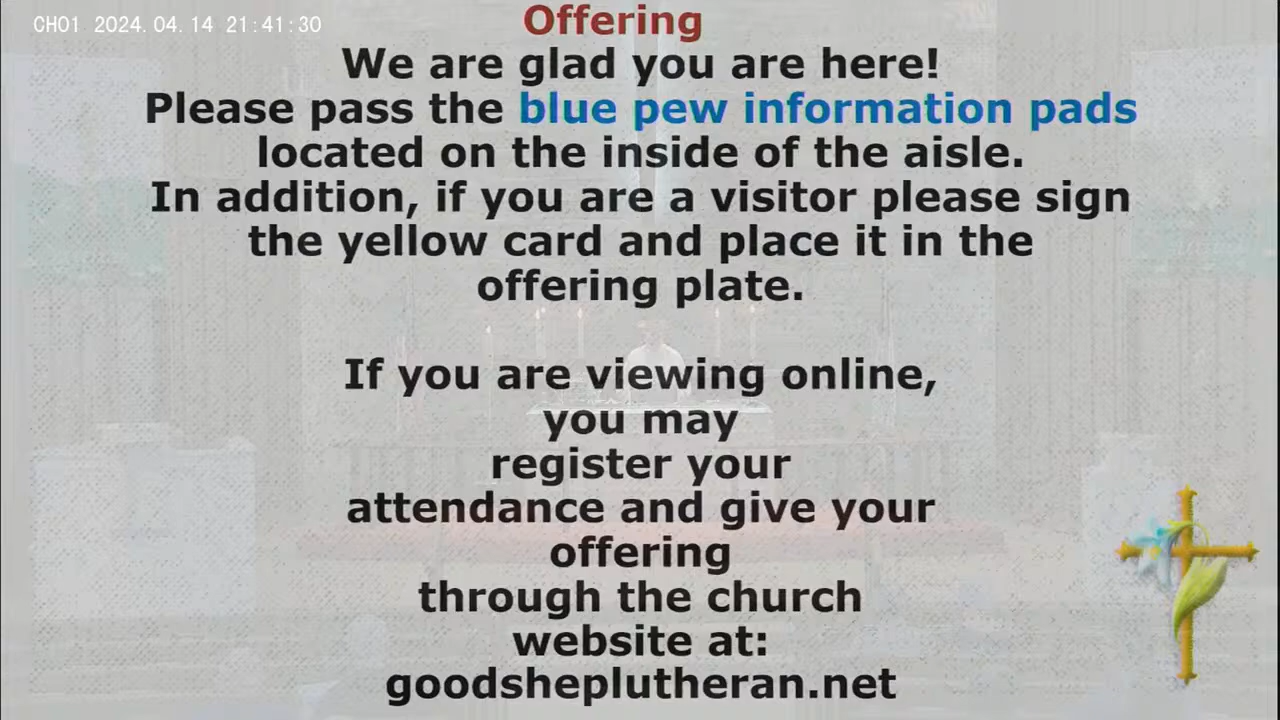 CH01 2024.04.14 21:41:30
Offering
We are glad you are here!
Please pass the blue pew information pads
located on the inside of the aisle.
In addition, if you are a visitor please sign
the yellow card and place it in the
offering plate.
If you are viewing online,
you may
register your
attendance and give your
offering
through the church
website at:
goodsheplutheran.net